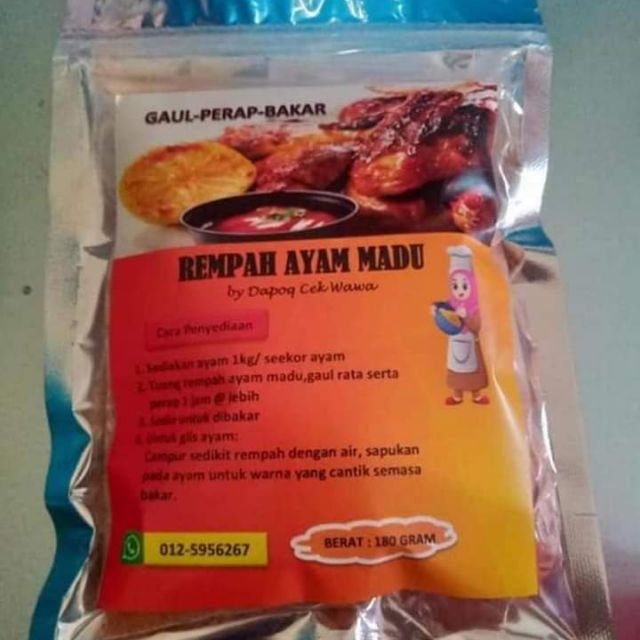 GAUL-PERAP-BAKAR
REMPAH AYAM MADU
by Dapoq Cek Wawa
Cara Penyediaan
1. Sediakan ayam 1kg/ seekor ayam
2. Tuang rempah ayam madu,gaul rata serta
perap 1 jam @ lebih
3. Sedia untuk dibakar
4. Untuk glis ayam:
Campur sedikit rempah dengan air, sapukan
pada ayam untuk warna yang cantik semasa
bakar.
012-5956267
BERAT : 180 GRAM